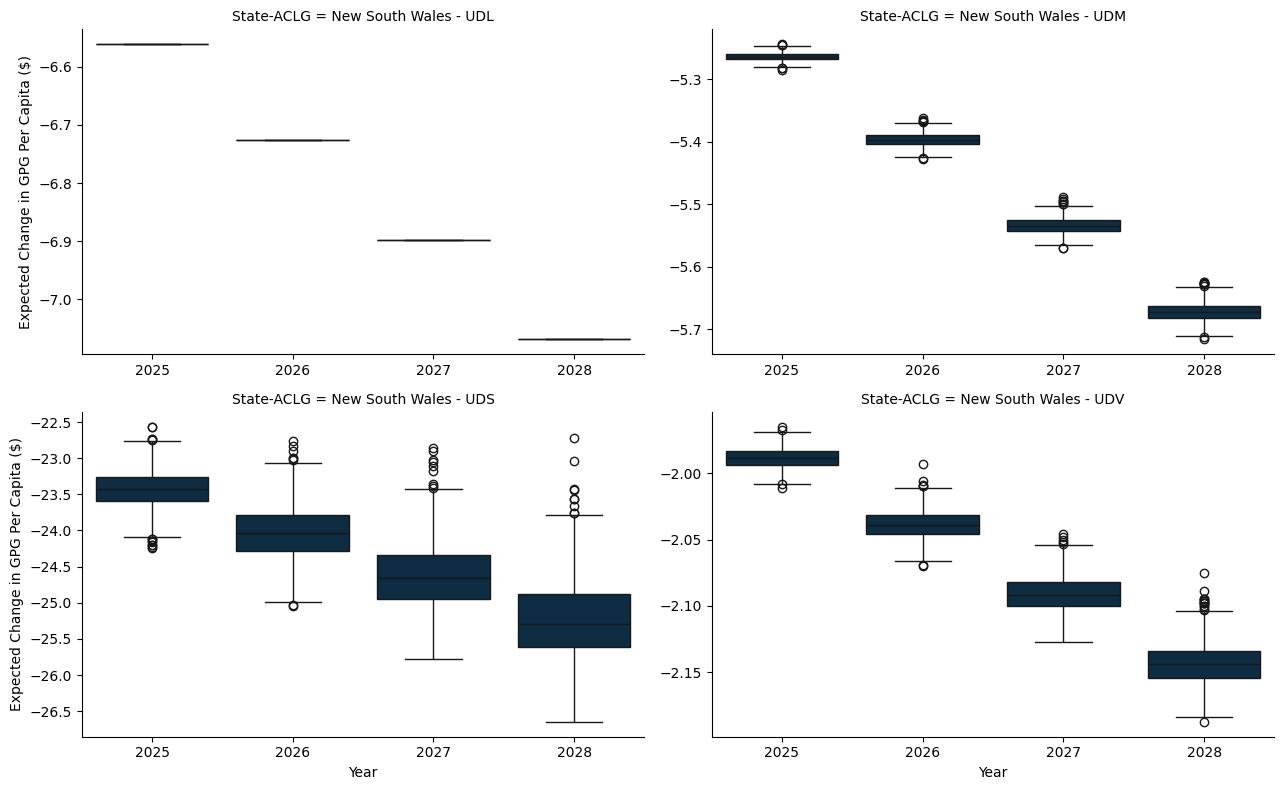 State-ACLG = New South Wales - UDL
Expected Change in GPG Per Capita ($)
−6.6
−6.7
−6.8
−6.9
−7.0
2025 2026 2027 2028
State-ACLG = New South Wales - UDM
−5.3
−5.4
−5.5
−5.6
−5.7
2025 2026 2027 2028
State-ACLG = New South Wales - UDS
Expected Change in GPG Per Capita ($)
−22.5
−23.0
−23.5
−24.0
−24.5
−25.0
−25.5
−26.0
−26.5
2025 2026 2027 2028
Year
State-ACLG = New South Wales - UDV
−2.00
−2.05
−2.10
−2.15
2025 2026 2027 2028
Year